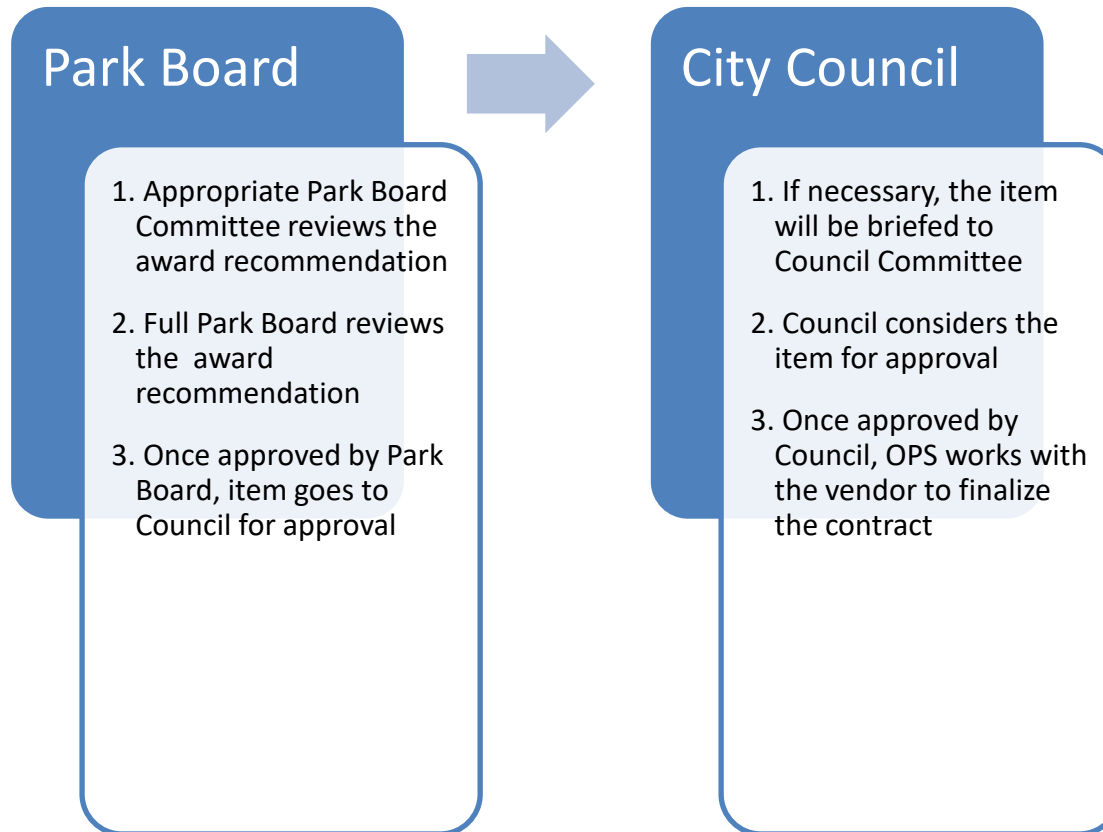 Park Board
1. Appropriate Park Board
Committee reviews the
award recommendation
2. Full Park Board reviews
the award
recommendation
3. Once approved by Park
Board, item goes to
Council for approval
City Council
1. If necessary, the item
will be briefed to
Council Committee
2. Council considers the
item for approval
3. Once approved by
Council, OPS works with
the vendor to finalize
the contract